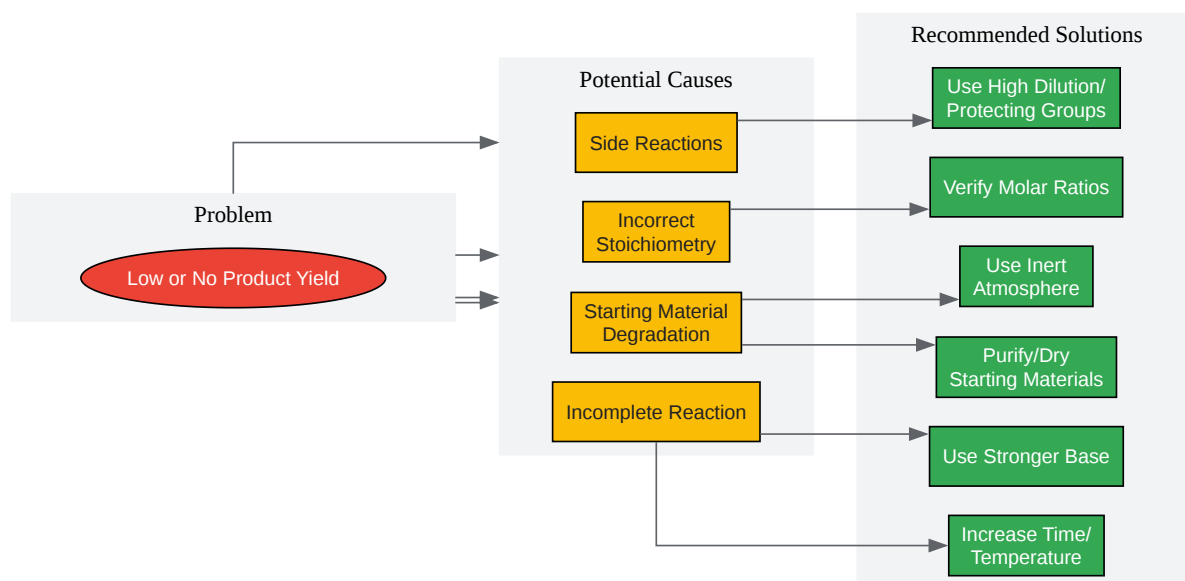 Problem
Low or No Product Yield
Potential Causes
Side Reactions
Incorrect
Stoichiometry
Starting Material
Degradation
Incomplete Reaction
Recommended Solutions
Use High Dilution/
Protecting Groups
Verify Molar Ratios
Use Inert
Atmosphere
Purify/Dry
Starting Materials
Use Stronger Base
Increase Time/
Temperature